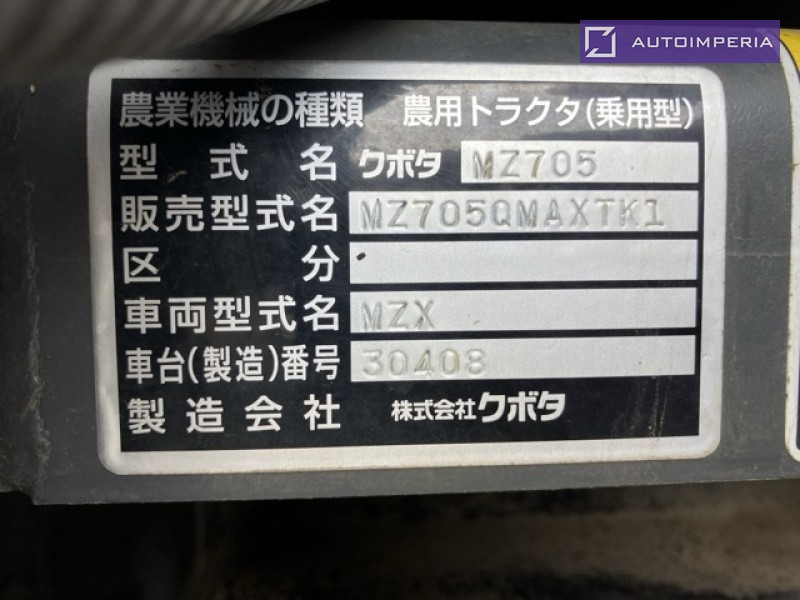 AUTOIMPERIA
農業機械の種類 農用トラクタ(乗用型)
型式名 クボタ MZ705
販売型式名 MZ705QMAXTK1
区分
車両型式名 MZX
車台(製造)番号 30408
製造会社 株式会社クボタ